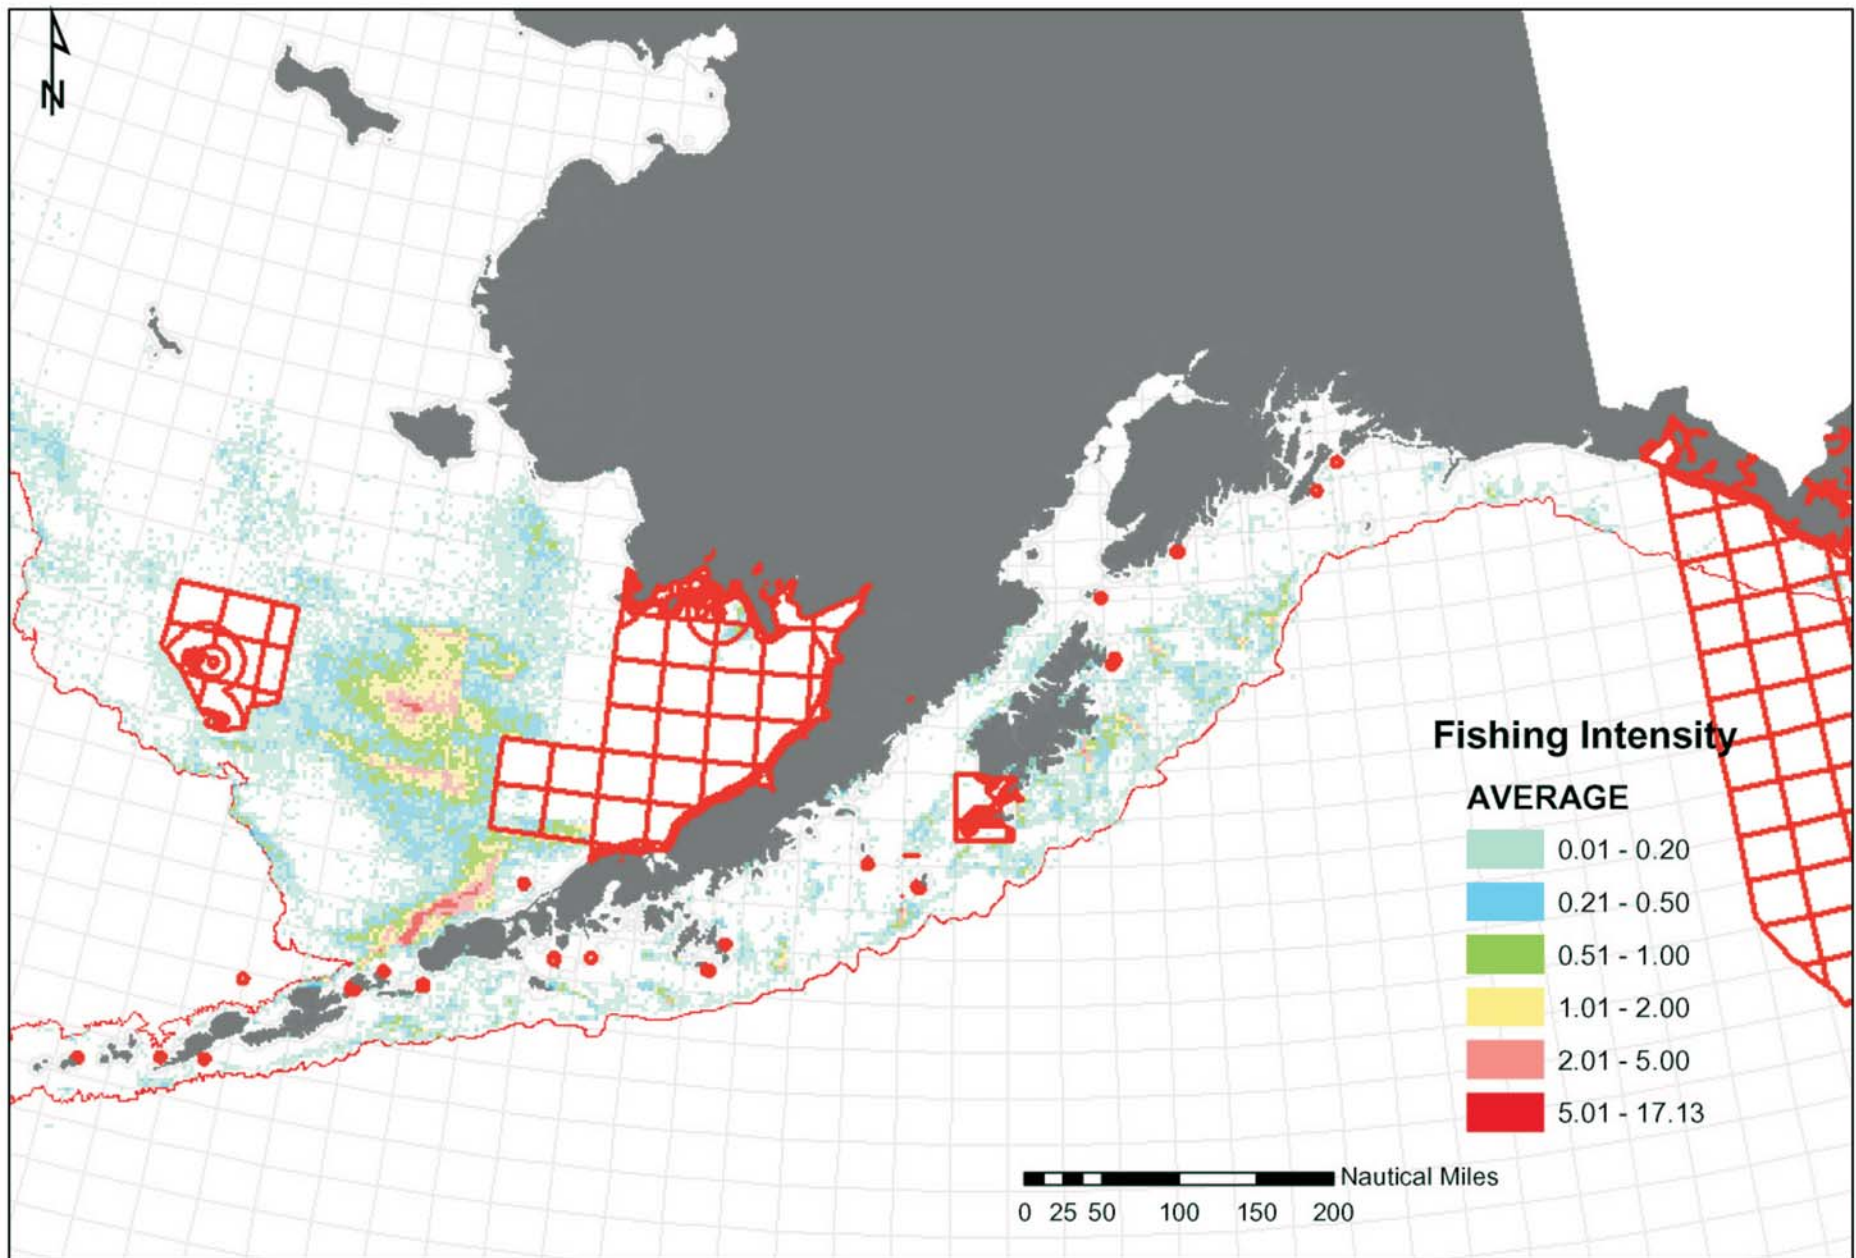 N
Fishing Intensity
AVERAGE
0.01 - 0.20
0.21 - 0.50
0.51 - 1.00
1.01 - 2.00
2.01 - 5.00
5.01 - 17.13
Nautical Miles
0 25 50 100 150 200